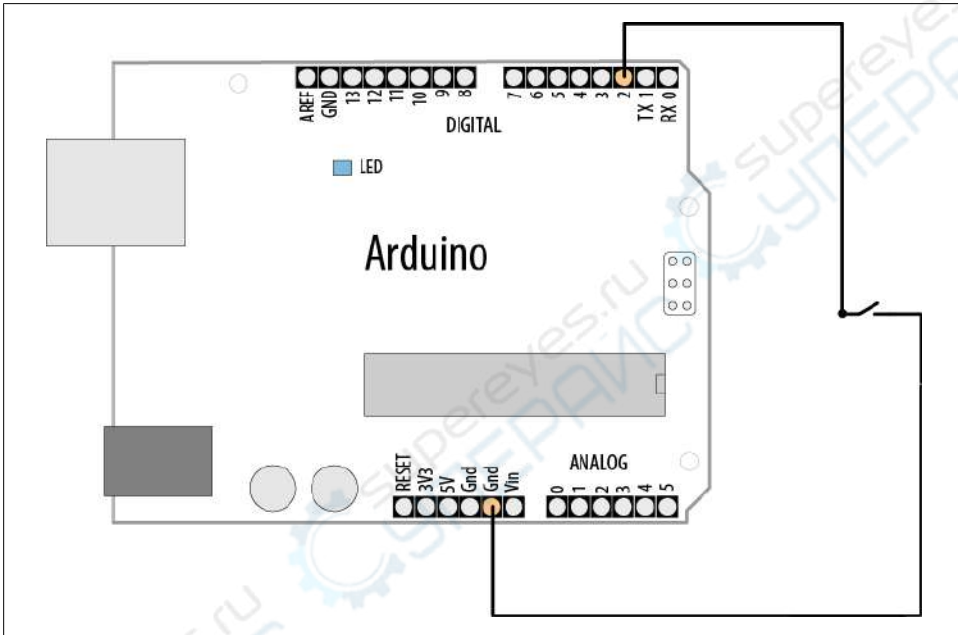 AREF
GND
13
12
11
10
9
8
7
6
5
4
3
2
TX 1
RX 0
DIGITAL
LED
Arduino
RESET
3V3
5V
Gnd
Gnd
Vin
ANALOG
0
1
2
3
4
5
supereyes.ru
СУПЕРАЙС